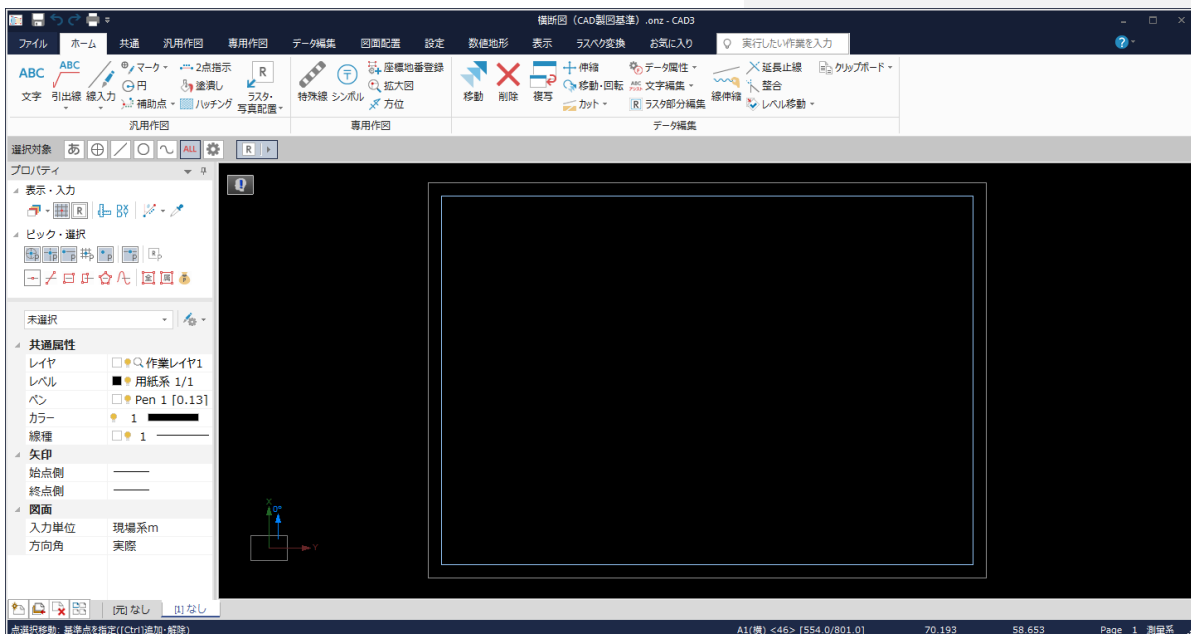 横断図（CAD製図基準）.onz - CAD3
ファイル ホーム 共通 汎用作図 専用作図 データ編集 図面配置 設定 数値地形 表示 ラスベク変換 お気に入り 実行したい作業を入力
ABC 文字
ABC 引出線
線入力
マーク
円
補助点
2点指示
塗潰し
ハッチング
R ラスタ・写真配置
汎用作図
特殊線
シンボル
座標地番登録
拡大図
方位
専用作図
移動
削除
複写
伸縮
移動・回転
カット
データ属性
文字編集
R ラスタ部分編集
線伸縮
延長止線
整合
レベル移動
クリップボード
データ編集
選択対象 あ ALL R
プロパティ
表示・入力
R
ピック・選択
未選択
共通属性
レイヤ 作業レイヤ1
レベル 用紙系 1/1
ペン Pen 1 [0.13]
カラー 1
線種 1
矢印
始点側
終点側
図面
入力単位 現場系m
方向角 実際
X
0°
Y
[元] なし [1] なし
点選択移動: 基準点を指定([Ctrl]追加・解除) A1(横) <46> [554.0/801.0] 70.193 58.653 Page 1 測量系